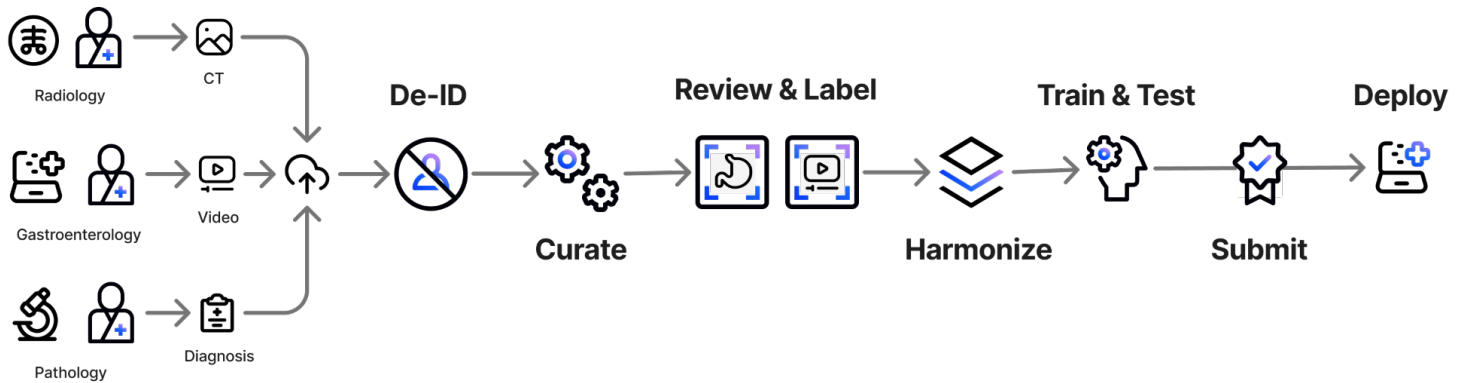 Radiology
CT
Gastroenterology
Video
Pathology
Diagnosis
De-ID
Curate
Review & Label
Harmonize
Train & Test
Submit
Deploy